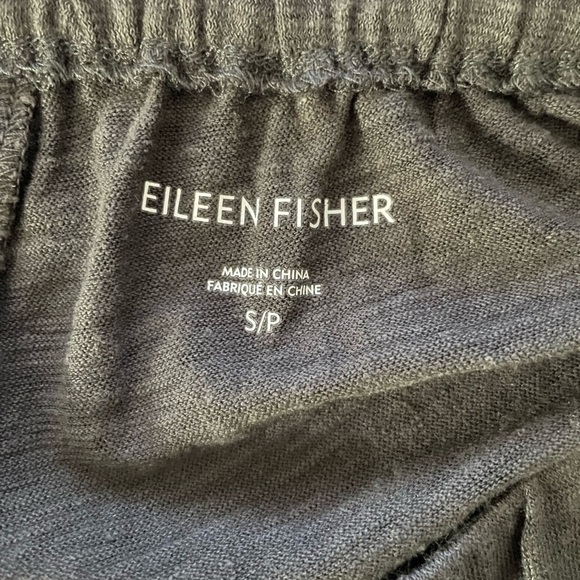 EILEEN FISHER
MADE IN CHINA
FABRIQUÉ EN CHINE
S/P